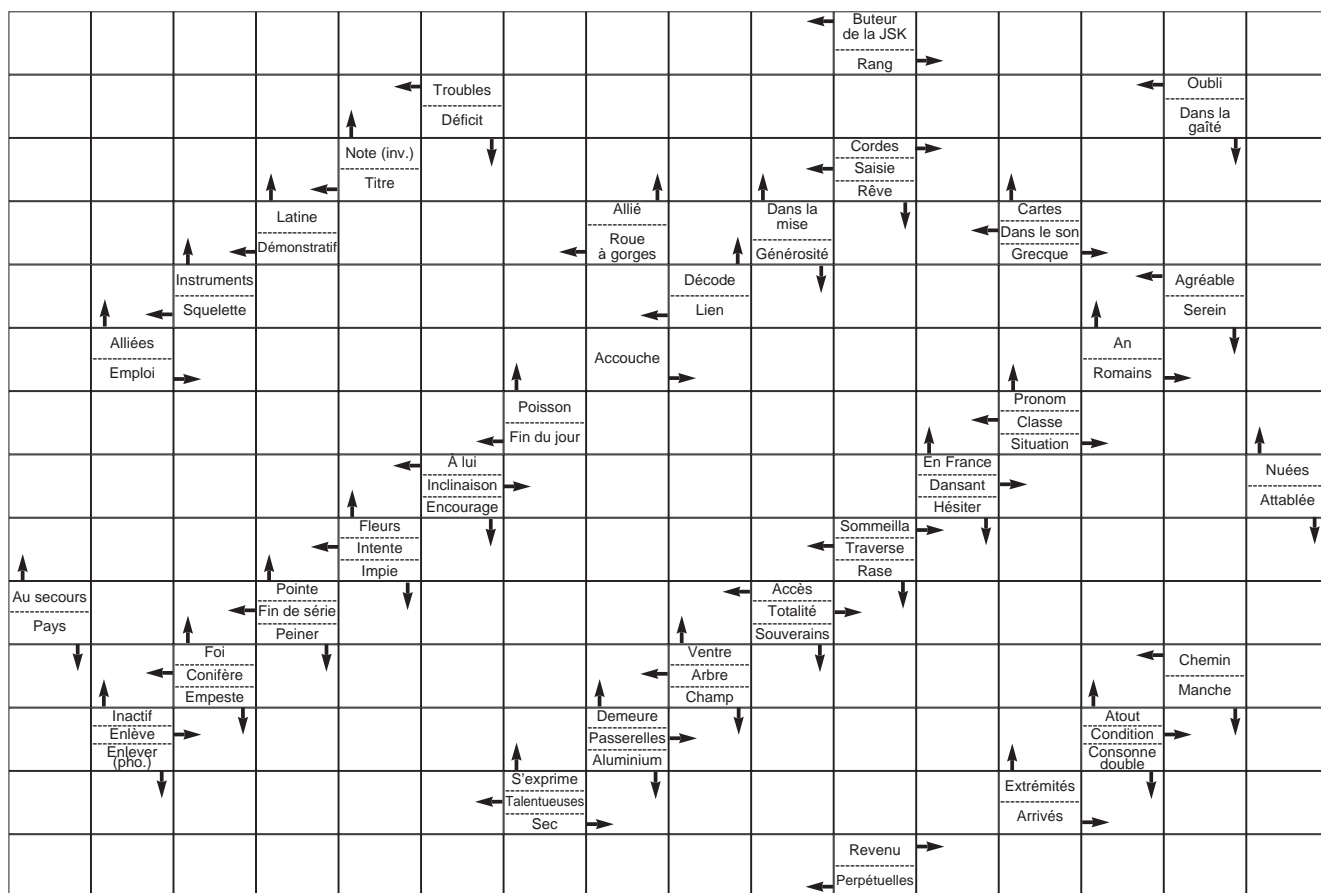 Buteur
de la JSK
Rang
Troubles
Déficit
Oubli
Dans la
gaîté
Note (inv.)
Titre
Cordes
Saisie
Rêve
Latine
Démonstratif
Allié
Roue
à gorges
Dans la
mise
Générosité
Cartes
Dans le son
Grecque
Instruments
Squelette
Décode
Lien
Agréable
Serein
Alliées
Emploi
Accouche
An
Romains
Poisson
Fin du jour
Pronom
Classe
Situation
À lui
Inclinaison
Encourage
En France
Dansant
Hésiter
Nuées
Attablée
Fleurs
Intente
Impie
Sommeilla
Traverse
Rase
Au secours
Pays
Pointe
Fin de série
Peiner
Accès
Totalité
Souverains
Foi
Conifère
Empeste
Ventre
Arbre
Champ
Chemin
Manche
Inactif
Enlève
Enlever
(pho.)
Demeure
Passerelles
Aluminium
Atout
Condition
Consonne
double
S'exprime
Talentueuses
Sec
Extrémités
Arrivés
Revenu
Perpétuelles